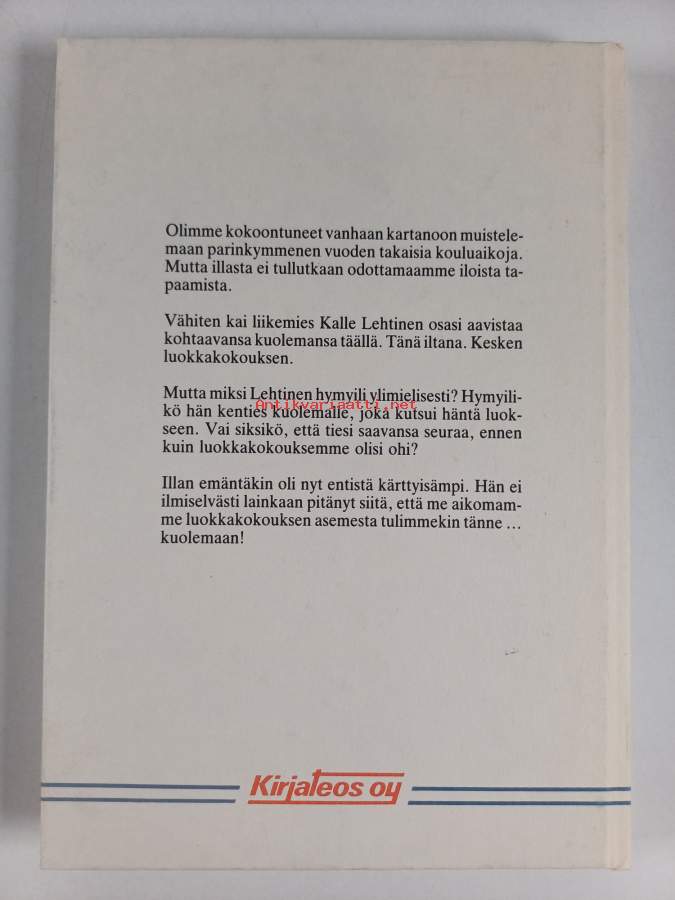 Olimme kokoontuneet vanhaan kartanoon muistele-
maan parinkymmenen vuoden takaisia kouluaikoja.
Mutta illasta ei tullutkaan odottamaamme iloista ta-
paamista.
Vähiten kai liikemies Kalle Lehtinen osasi aavistaa
kohtaavansa kuolemansa täällä. Tänä iltana. Kesken
luokkakokouksen.
Mutta miksi Lehtinen hymyili ylimielisesti? Hymyili-
kö hän kenties kuolemalle, joka kutsui häntä luok-
seen. Vai siksikö, että tiesi saavansa seuraa, ennen
kuin luokkakokouksemme olisi ohi?
Illan emäntäkin oli nyt entistä kärttyisämpi. Hän ei
ilmiselvästi lainkaan pitänyt siitä, että me aikomam-
me luokkakokouksen asemesta tulimmekin tänne ...
kuolemaan!
Antikvariaatti.net
Kirjateos oy